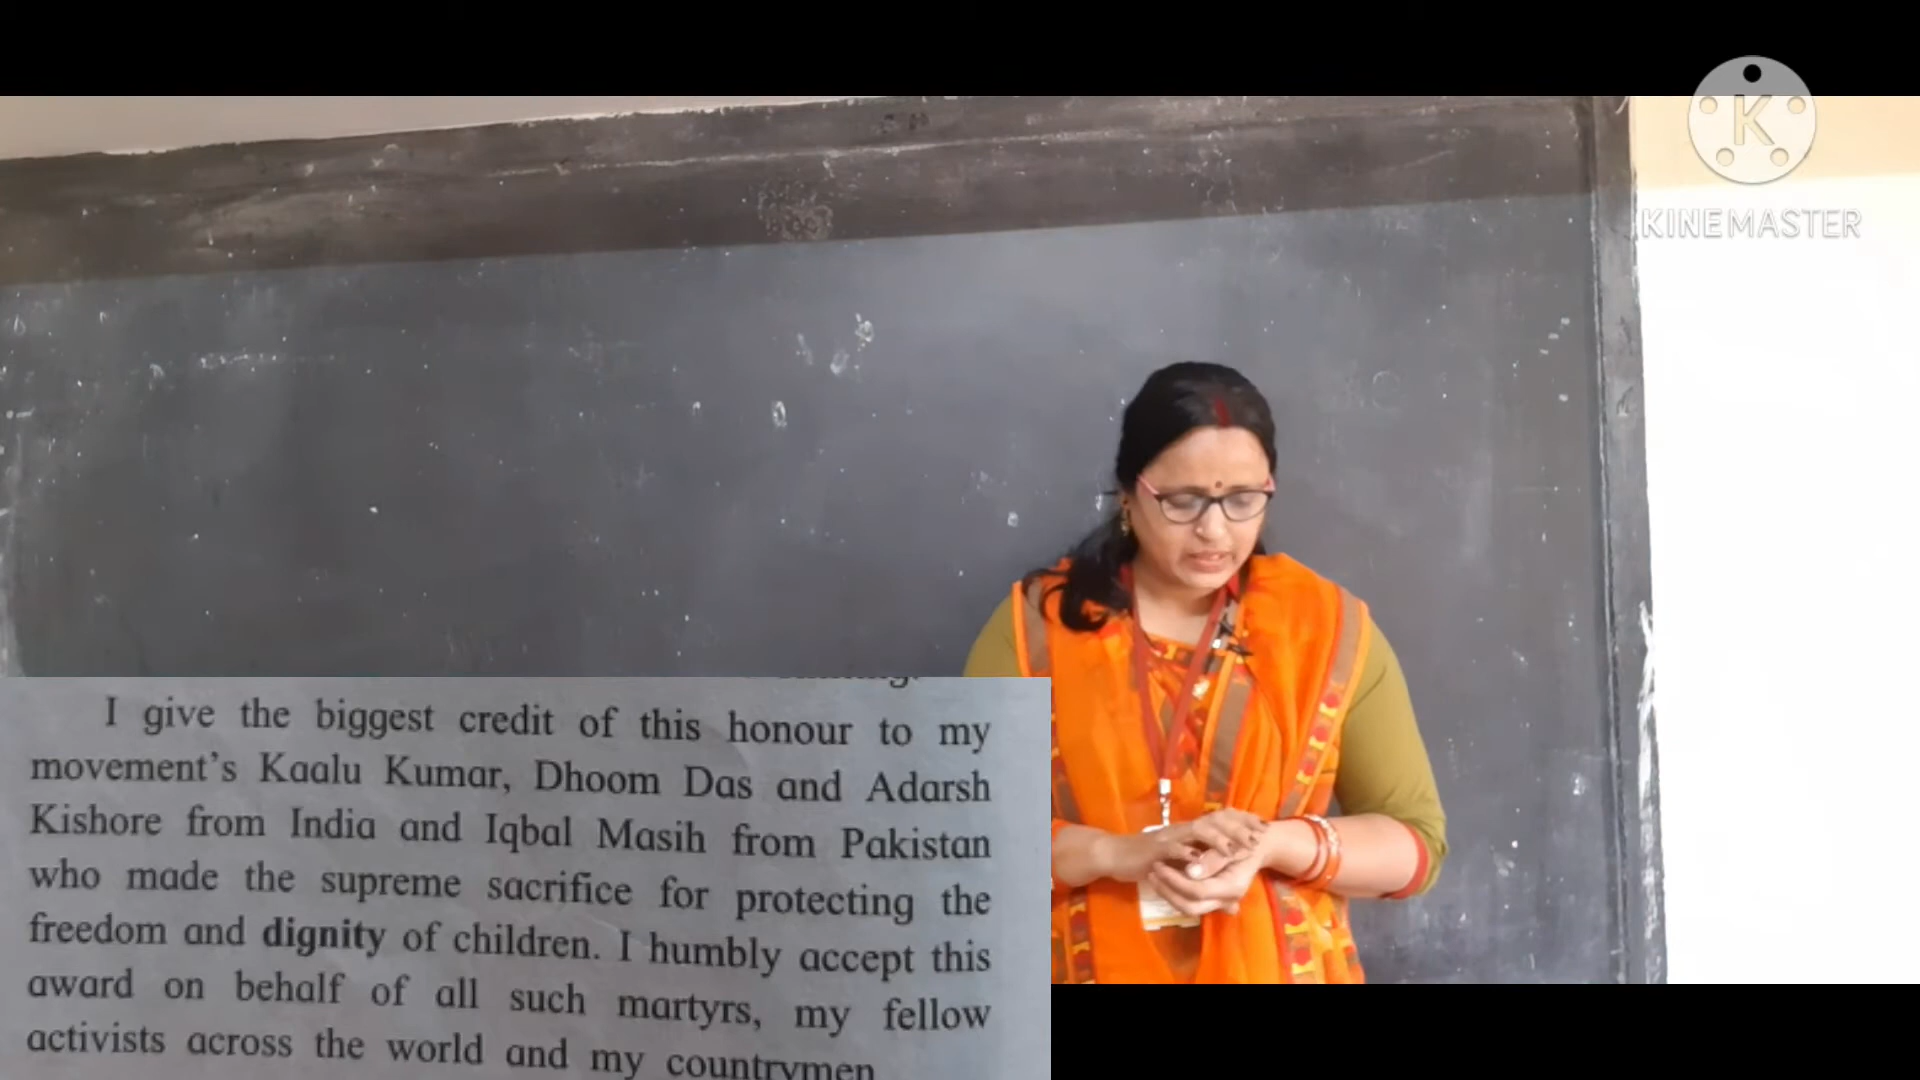 K
KINEMASTER
I give the biggest credit of this honour to my
movement's Kaalu Kumar, Dhoom Das and Adarsh
Kishore from India and Iqbal Masih from Pakistan
who made the supreme sacrifice for protecting the
freedom and dignity of children. I humbly accept this
award on behalf of all such martyrs, my fellow
activists across the world and my countrymen